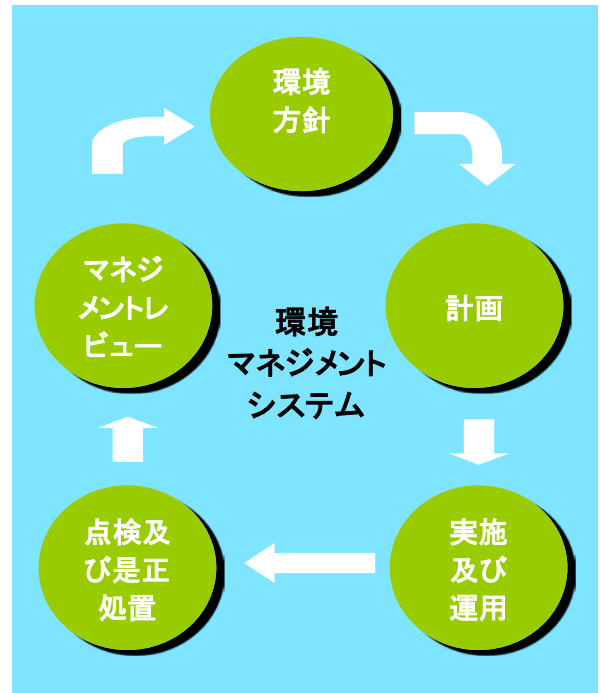 環境
方針
計画
実施
及び
運用
点検及
び是正
処置
マネジ
メントレ
ビュー
環境
マネジメント
システム